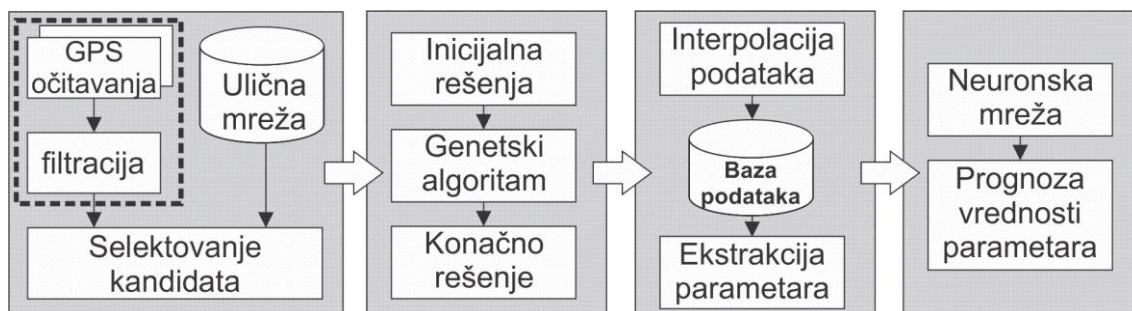 GPS
očitavanja
filtracija
Ulična
mreža
Selektovanje
kandidata
Inicijalna
rešenja
Genetski
algoritam
Konačno
rešenje
Interpolacija
podataka
Baza
podataka
Ekstrakcija
parametara
Neuronska
mreža
Prognoza
vrednosti
parametara